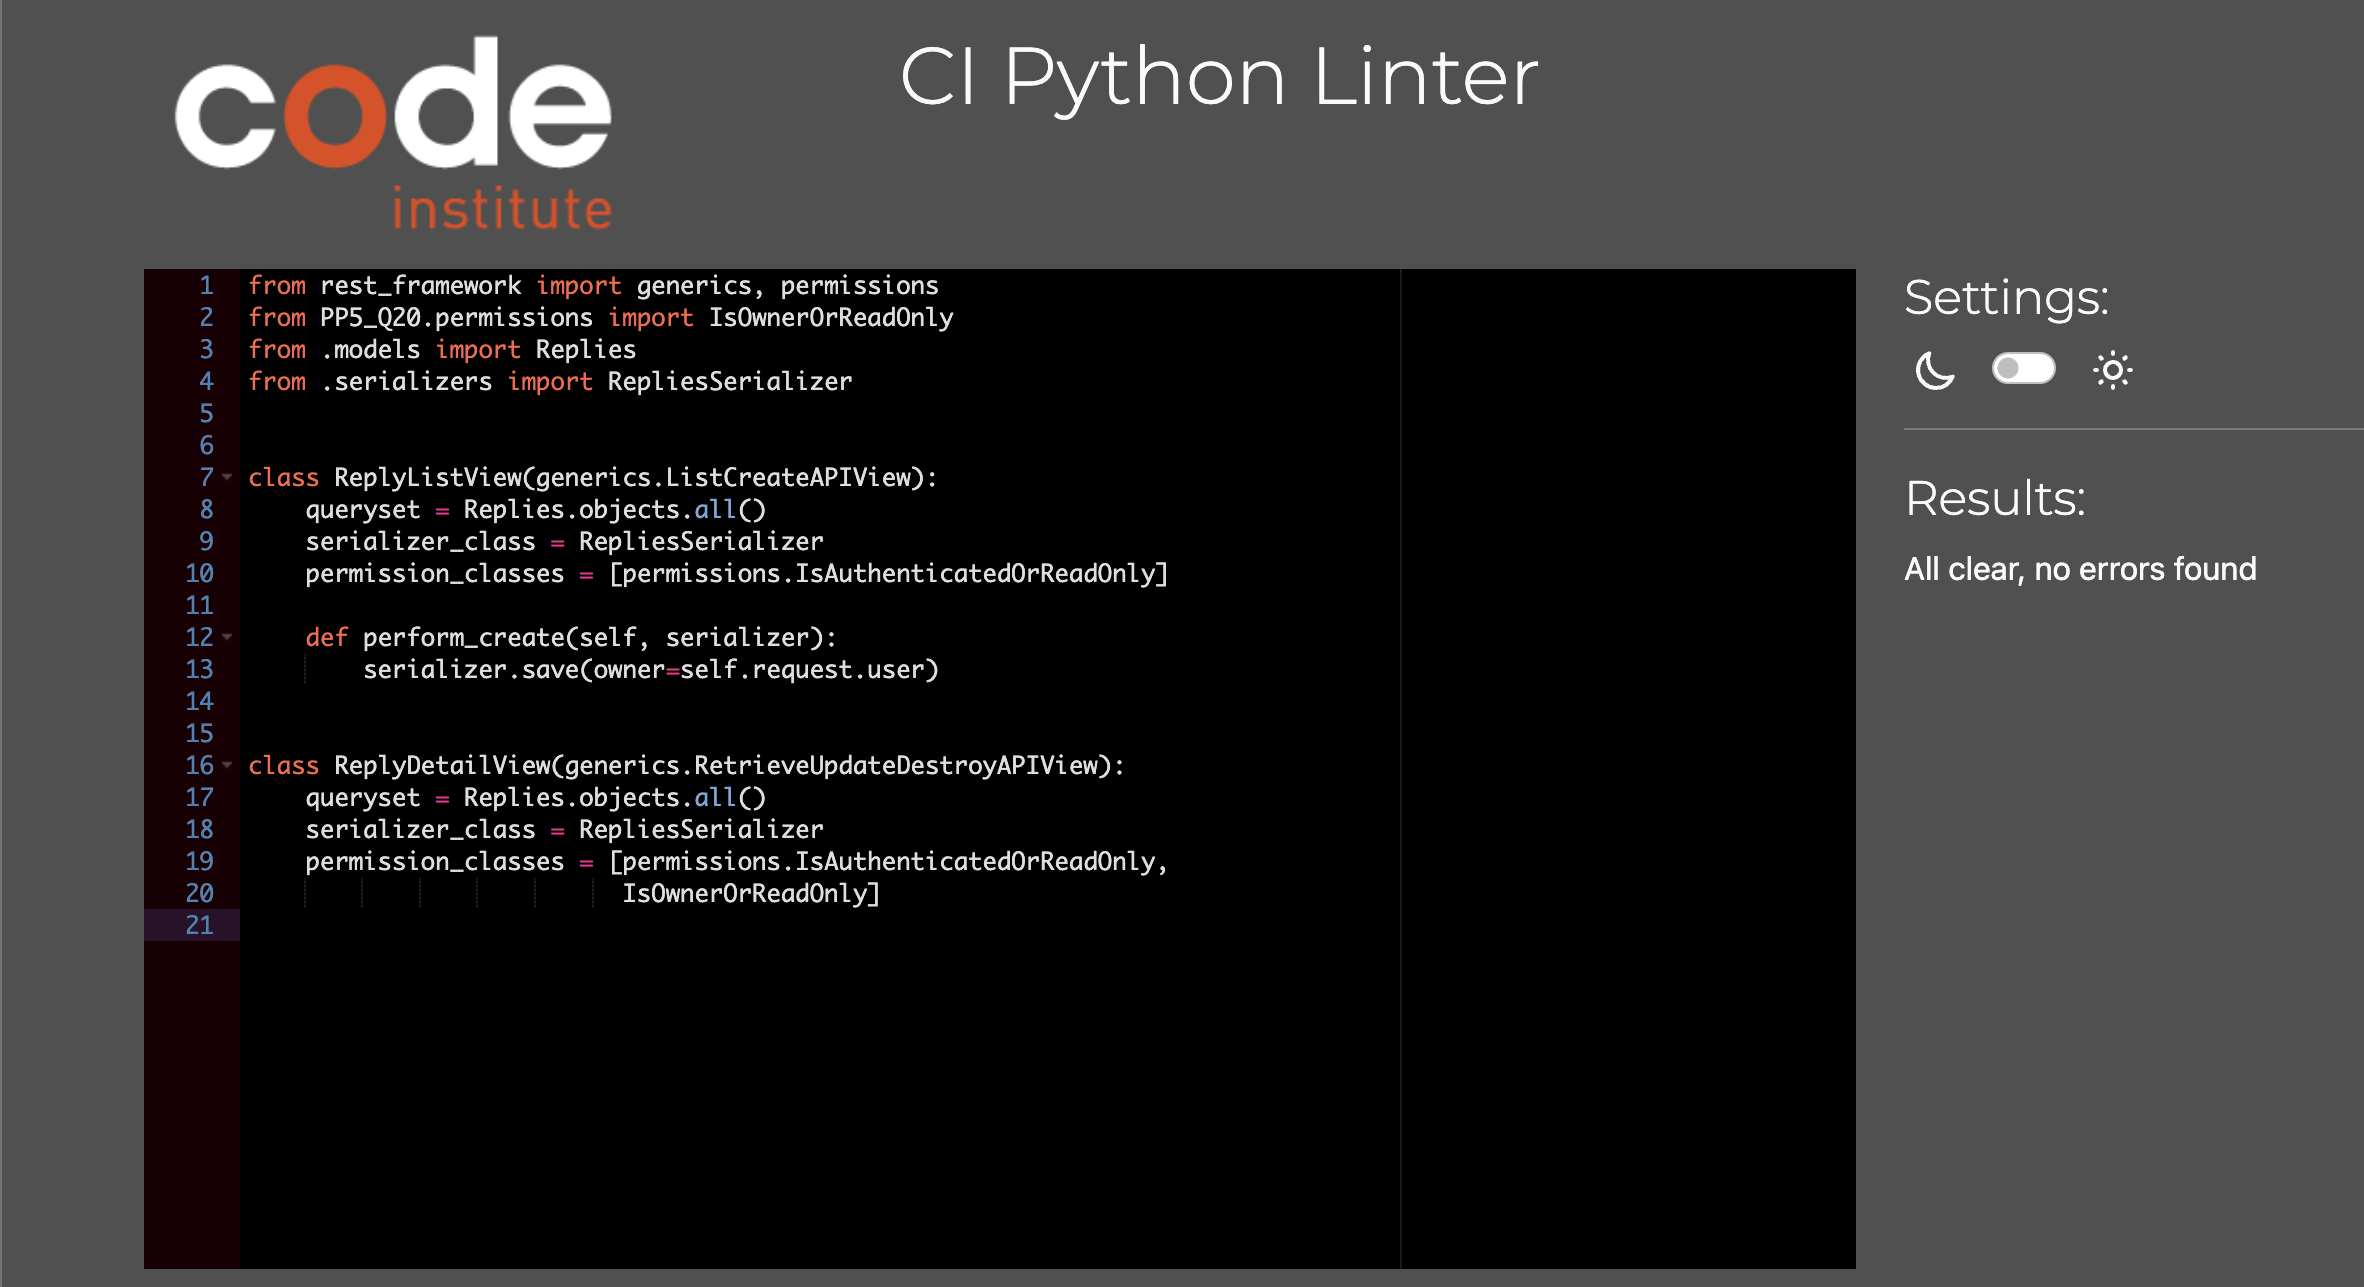 code
institute
CI Python Linter
1 from rest_framework import generics, permissions
2 from PP5_Q20.permissions import IsOwnerOrReadOnly
3 from .models import Replies
4 from .serializers import RepliesSerializer
5
6
7 class ReplyListView(generics.ListCreateAPIView):
8     queryset = Replies.objects.all()
9     serializer_class = RepliesSerializer
10     permission_classes = [permissions.IsAuthenticatedOrReadOnly]
11
12     def perform_create(self, serializer):
13         serializer.save(owner=self.request.user)
14
15
16 class ReplyDetailView(generics.RetrieveUpdateDestroyAPIView):
17     queryset = Replies.objects.all()
18     serializer_class = RepliesSerializer
19     permission_classes = [permissions.IsAuthenticatedOrReadOnly,
20                           IsOwnerOrReadOnly]
21
Settings:
Results:
All clear, no errors found